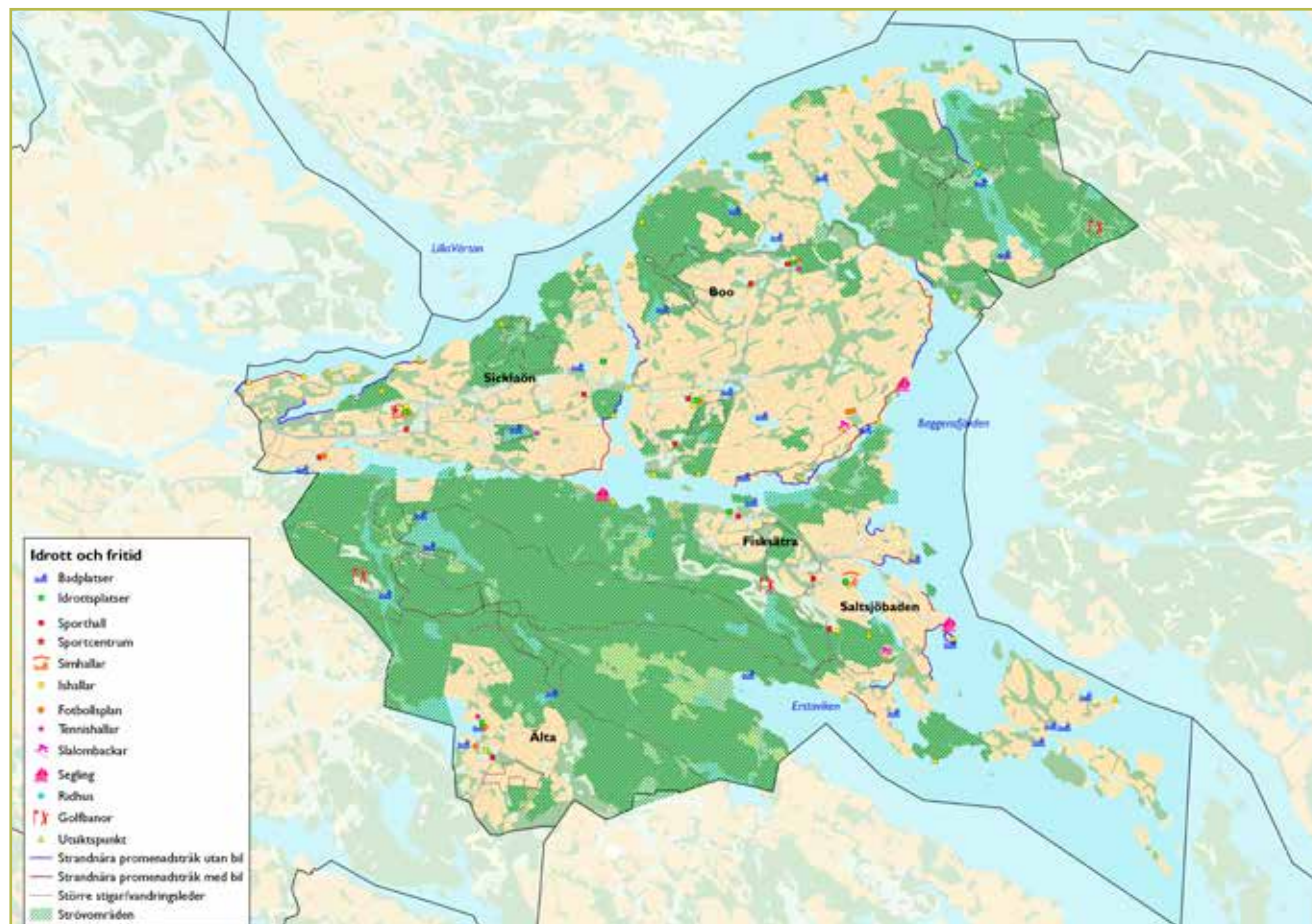 Lilla Värtan
Boo
Sicklaön
Baggensfjärden
Fisksätra
Saltsjöbaden
Erstaviken
Älta
Idrott och fritid
Badplatser
Idrottsplatser
Sporthall
Sportcentrum
Simhallar
Ishallar
Fotbollsplan
Tennishallar
Slalombackar
Segling
Ridhus
Golfbanor
Utsiktspunkt
Strandnära promenadstråk utan bil
Strandnära promenadstråk med bil
Större stigar/vandringsleder
Strövområden